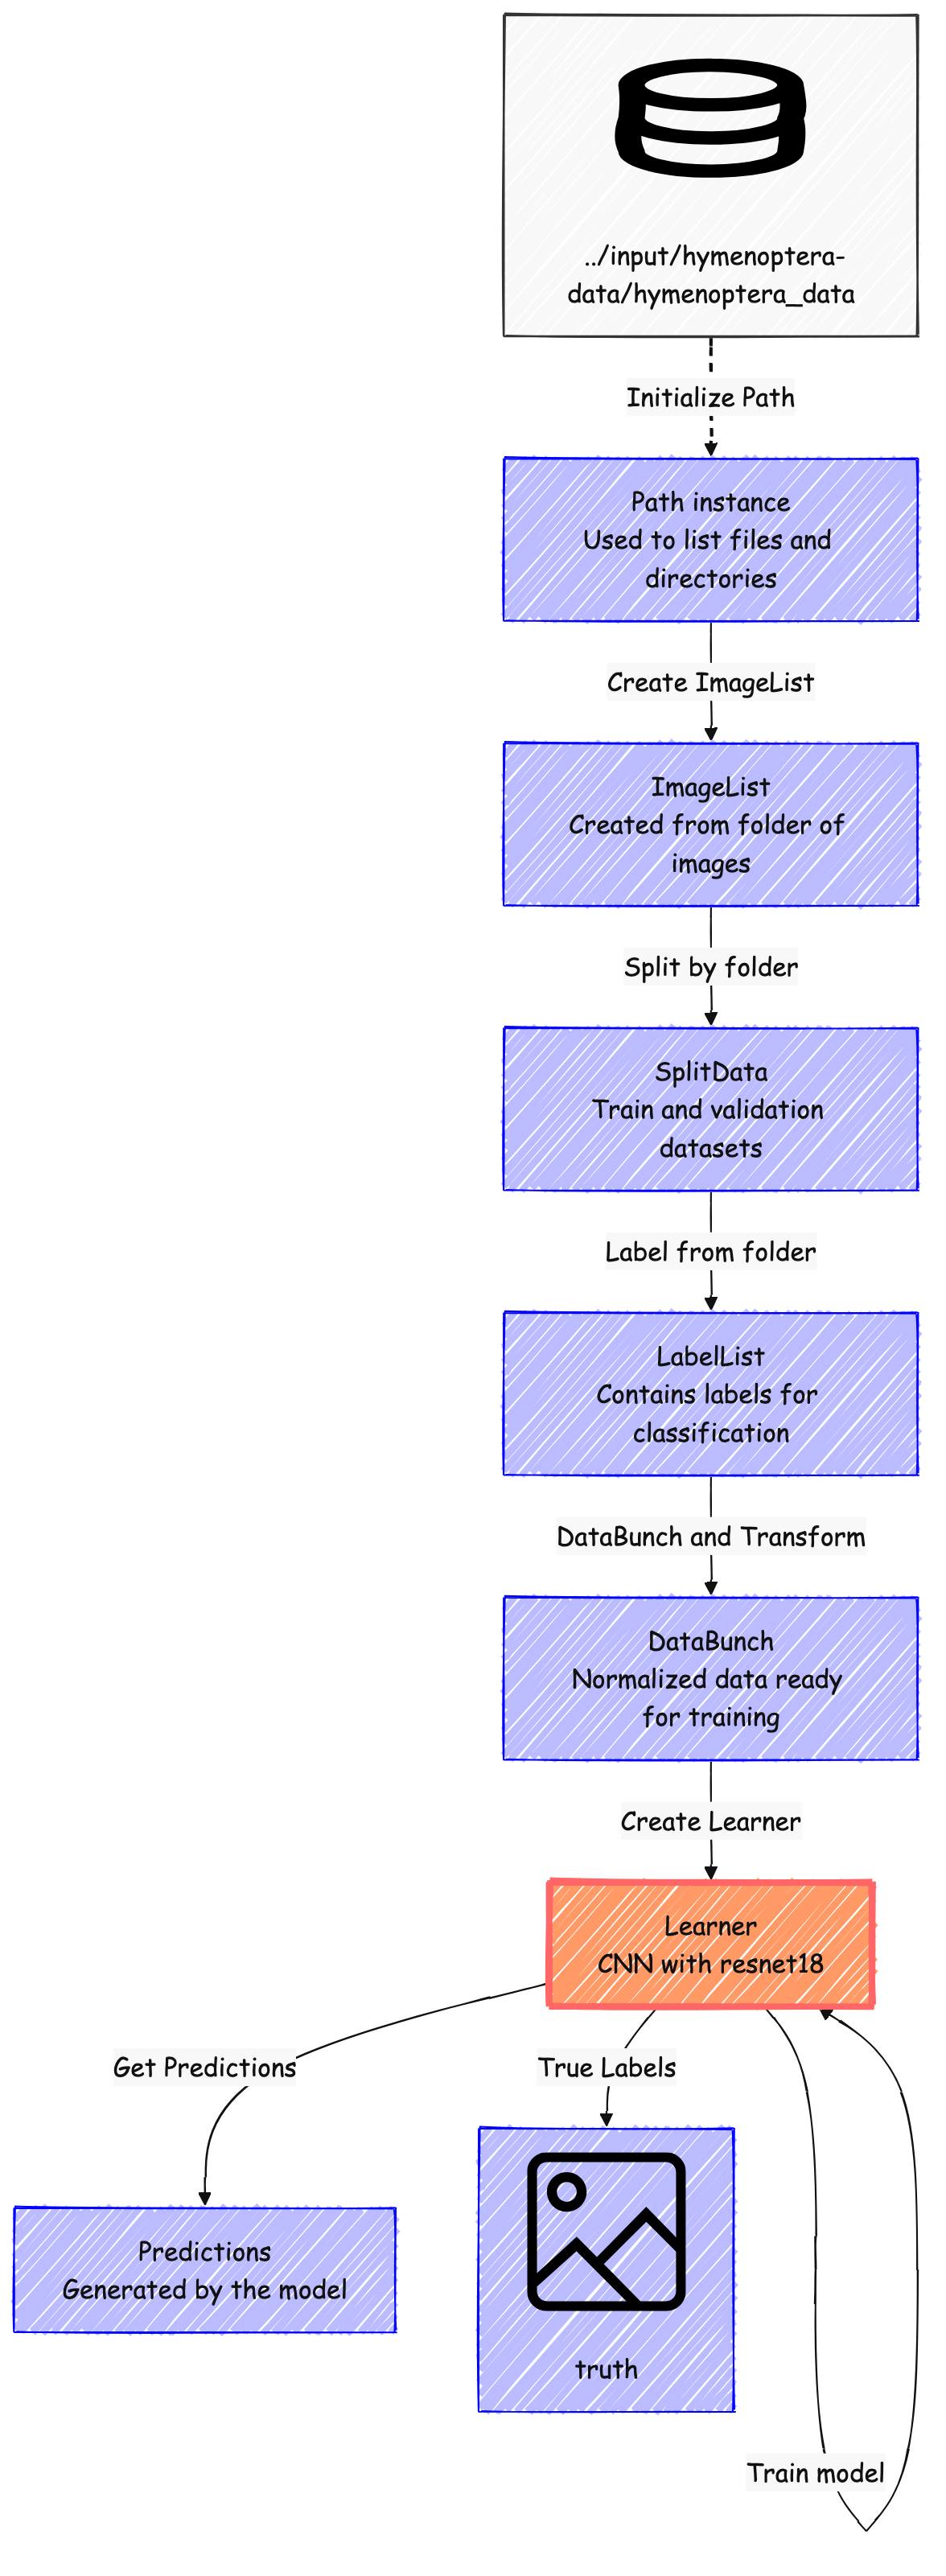 ../input/hymenoptera-
data/hymenoptera_data
Initialize Path
Path instance
Used to list files and
directories
Create ImageList
ImageList
Created from folder of
images
Split by folder
SplitData
Train and validation
datasets
Label from folder
LabelList
Contains labels for
classification
DataBunch and Transform
DataBunch
Normalized data ready
for training
Create Learner
Learner
CNN with resnet18
Get Predictions
True Labels
Predictions
Generated by the model
truth
Train model